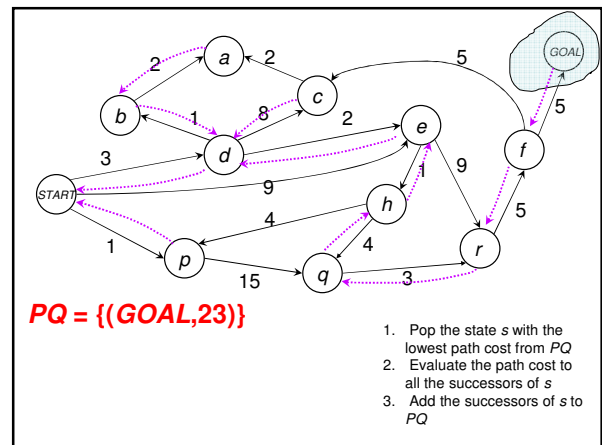 GOAL
5
2
a
2
c
b
5
1
8
2
e
f
3
d
9
9
START
1
h
4
5
1
p
4
r
15
q
3
PQ = {(GOAL,23)}
1. Pop the state s with the
lowest path cost from PQ
2. Evaluate the path cost to
all the successors of s
3. Add the successors of s to
PQ